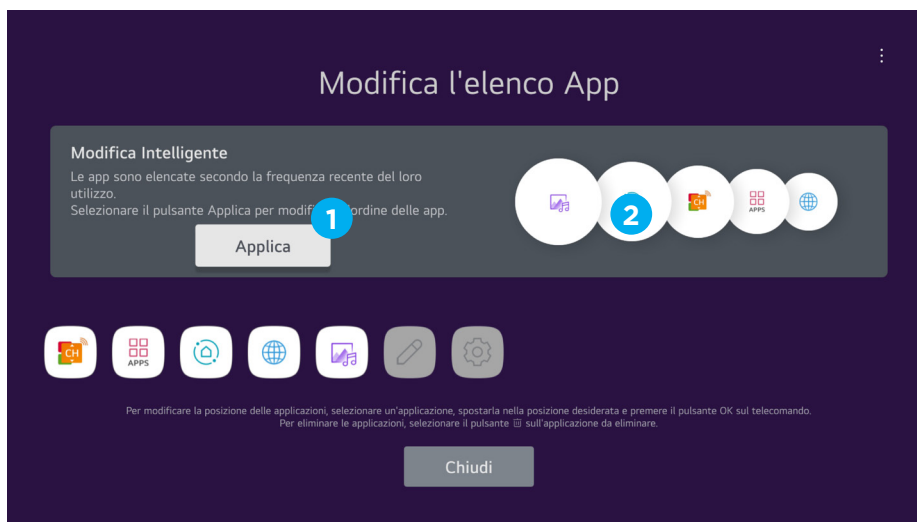 Modifica l'elenco App
Modifica Intelligente
Le app sono elencate secondo la frequenza recente del loro
utilizzo.
Selezionare il pulsante Applica per modif ordine delle app.
1
2
CH
APPS
Applica
CH
APPS
Per modificare la posizione delle applicazioni, selezionare un'applicazione, spostarla nella posizione desiderata e premere il pulsante OK sul telecomando.
Per eliminare le applicazioni, selezionare il pulsante sull'applicazione da eliminare.
Chiudi